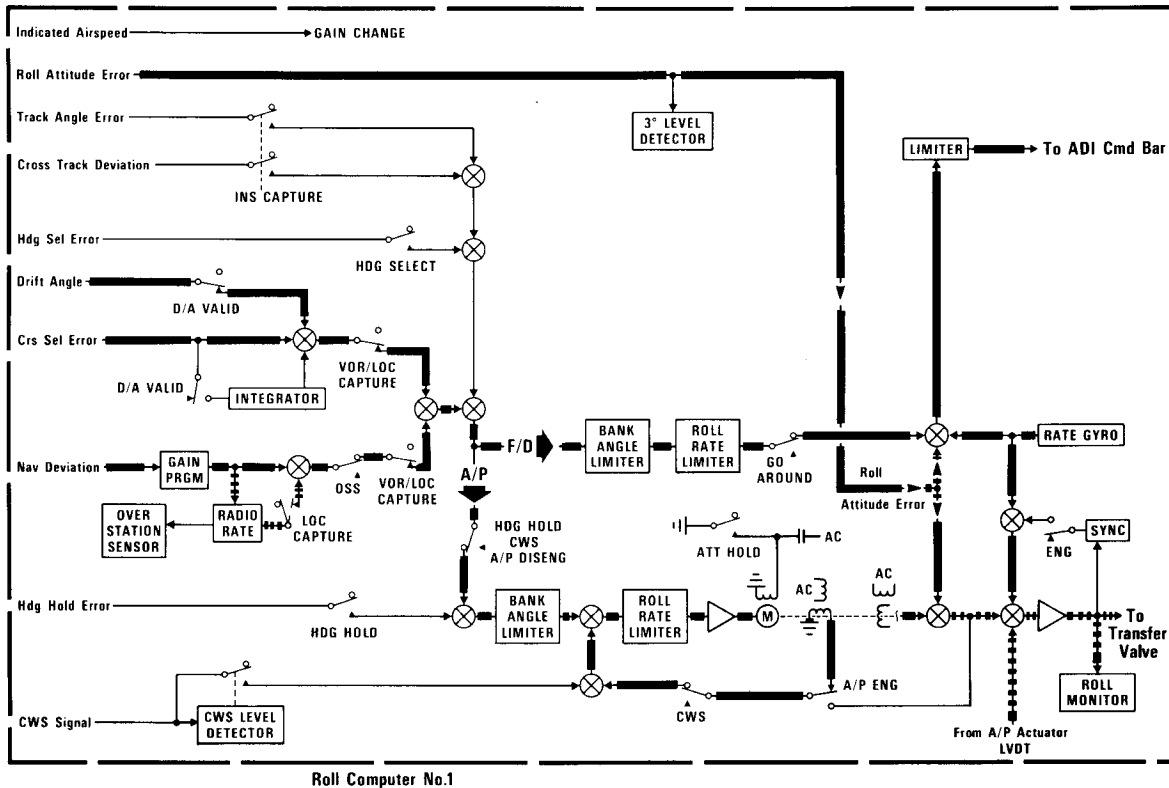 Indicated Airspeed
GAIN CHANGE
Roll Attitude Error
Track Angle Error
3° LEVEL
DETECTOR
LIMITER
To ADI Cmd Bar
Cross Track Deviation
INS CAPTURE
Hdg Sel Error
HDG SELECT
Drift Angle
D/A VALID
Crs Sel Error
VOR/LOC
CAPTURE
D/A VALID
INTEGRATOR
F/D
BANK
ANGLE
LIMITER
ROLL
RATE
LIMITER
GO
AROUND
RATE GYRO
Nav Deviation
GAIN
PRGM
OSS
VOR/LOC
CAPTURE
A/P
Roll
Attitude Error
OVER
STATION
SENSOR
RADIO
RATE
LOC
CAPTURE
HDG HOLD
CWS
A/P DISENG
ATT HOLD
AC
ENG
SYNC
AC
AC
Hdg Hold Error
HDG HOLD
BANK
ANGLE
LIMITER
ROLL
RATE
LIMITER
M
To
Transfer
Valve
CWS
A/P ENG
ROLL
MONITOR
CWS Signal
CWS LEVEL
DETECTOR
From A/P Actuator
LVDT
Roll Computer No.1